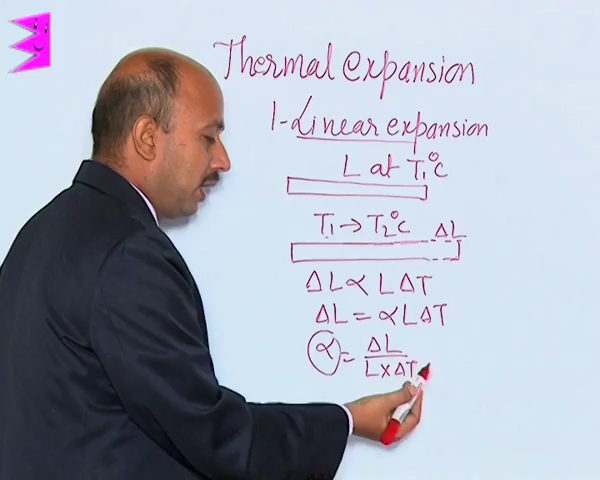 Thermal expansion
1-Linear expansion
L at T₁°C
T₁→T₂°C ΔL
ΔL∝LΔT
ΔL=αLΔT
α=ΔL/L×ΔT